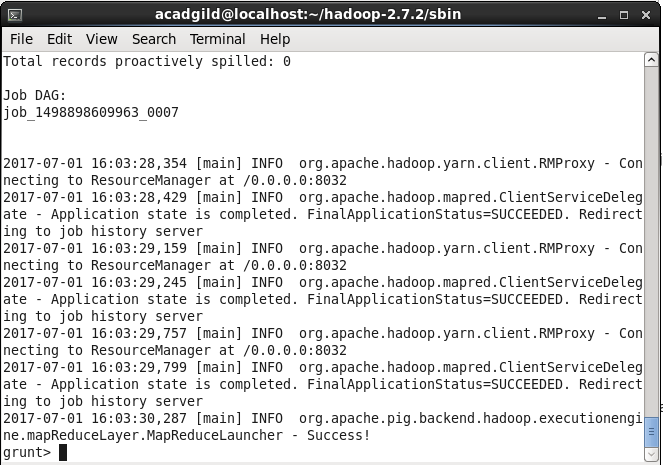 acadgild@localhost:~/hadoop-2.7.2/sbin
File Edit View Search Terminal Help
Total records proactively spilled: 0
Job DAG:
job_1498898609963_0007
2017-07-01 16:03:28,354 [main] INFO  org.apache.hadoop.yarn.client.RMProxy - Con
necting to ResourceManager at /0.0.0.0:8032
2017-07-01 16:03:28,429 [main] INFO  org.apache.hadoop.mapred.ClientServiceDeleg
ate - Application state is completed. FinalApplicationStatus=SUCCEEDED. Redirect
ing to job history server
2017-07-01 16:03:29,159 [main] INFO  org.apache.hadoop.yarn.client.RMProxy - Con
necting to ResourceManager at /0.0.0.0:8032
2017-07-01 16:03:29,245 [main] INFO  org.apache.hadoop.mapred.ClientServiceDeleg
ate - Application state is completed. FinalApplicationStatus=SUCCEEDED. Redirect
ing to job history server
2017-07-01 16:03:29,757 [main] INFO  org.apache.hadoop.yarn.client.RMProxy - Con
necting to ResourceManager at /0.0.0.0:8032
2017-07-01 16:03:29,799 [main] INFO  org.apache.hadoop.mapred.ClientServiceDeleg
ate - Application state is completed. FinalApplicationStatus=SUCCEEDED. Redirect
ing to job history server
2017-07-01 16:03:30,287 [main] INFO  org.apache.pig.backend.hadoop.executionengi
ne.mapReduceLayer.MapReduceLauncher - Success!
grunt>